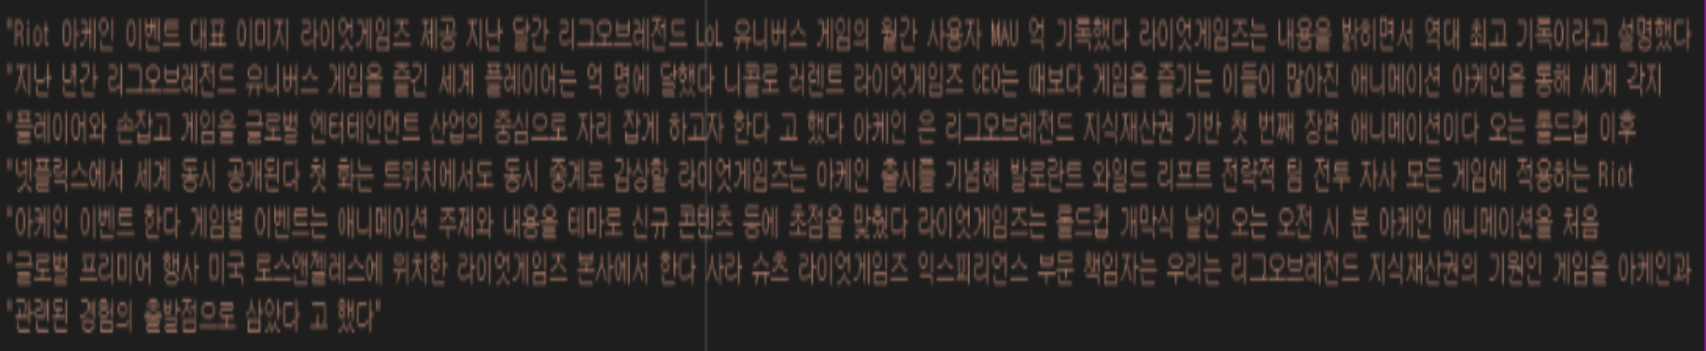 "Riot 아케인 이벤트 대표 이미지 라이엇게임즈 제공 지난 달간 리그오브레전드 LoL 유니버스 게임의 월간 사용자 MAU 억 기록했다 라이엇게임즈는 내용을 밝히면서 역대 최고 기록이라고 설명했다
"지난 년간 리그오브레전드 유니버스 게임을 즐긴 세계 플레이어는 억 명에 달했다 니콜로 러렌트 라이엇게임즈 CEO는 때보다 게임을 즐기는 이들이 많아진 애니메이션 아케인을 통해 세계 각지
"플레이어와 손잡고 게임을 글로벌 엔터테인먼트 산업의 중심으로 자리 잡게 하고자 한다 고 했다 아케인 은 리그오브레전드 지식재산권 기반 첫 번째 장편 애니메이션이다 오는 롤드컵 이후
"넷플릭스에서 세계 동시 공개된다 첫 화는 트위치에서도 동시 중계로 감상할 라이엇게임즈는 아케인 출시를 기념해 발로란트 와일드 리프트 전략적 팀 전투 자사 모든 게임에 적용하는 Riot
"아케인 이벤트 한다 게임별 이벤트는 애니메이션 주제와 내용을 테마로 신규 콘텐츠 등에 초점을 맞췄다 라이엇게임즈는 롤드컵 개막식 날인 오는 오전 시 분 아케인 애니메이션을 처음
"글로벌 프리미어 행사 미국 로스앤젤레스에 위치한 라이엇게임즈 본사에서 한다 사라 슈츠 라이엇게임즈 익스피리언스 부문 책임자는 우리는 리그오브레전드 지식재산권의 기원인 게임을 아케인과
"관련된 경험의 출발점으로 삼았다 고 했다"